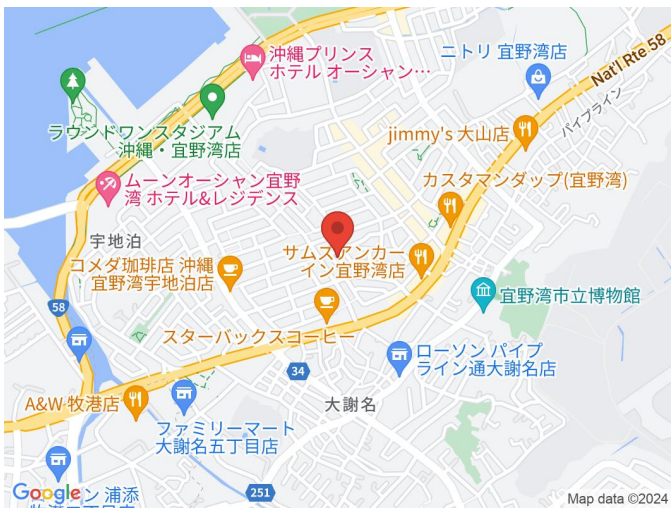 沖縄プリンス
ホテル オーシャン…
ニトリ 宜野湾店
Nat'l Rte 58
パイプライン
ラウンドワンスタジアム
沖縄・宜野湾店
jimmy's 大山店
ムーンオーシャン宜野
湾 ホテル&レジデンス
カスタマンダップ(宜野湾)
宇地泊
コメダ珈琲店 沖縄
宜野湾宇地泊店
サムズアンカー
イン宜野湾店
宜野湾市立博物館
58
スターバックスコーヒー
ローソン パイプ
ライン通大謝名店
34
A&W 牧港店
大謝名
ファミリーマート
大謝名五丁目店
ン 浦添
251
Google
Map data ©2024